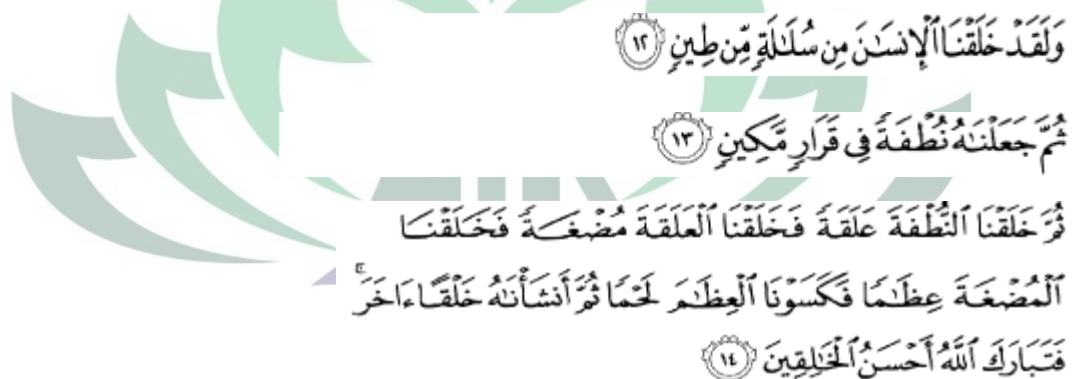 وَلَقَدْ خَلَقْنَا ٱلْإِنسَٰنَ مِن سُلَٰلَةٍ مِّن طِينٍ ١٢
ثُمَّ جَعَلْنَٰهُ نُطْفَةً فِى قَرَارٍ مَّكِينٍ ١٣
ثُمَّ خَلَقْنَا ٱلنُّطْفَةَ عَلَقَةً فَخَلَقْنَا ٱلْعَلَقَةَ مُضْغَةً فَخَلَقْنَا
ٱلْمُضْغَةَ عِظَٰمًا فَكَسَوْنَا ٱلْعِظَٰمَ لَحْمًا ثُمَّ أَنشَأْنَٰهُ خَلْقًا ءَاخَرَ ۚ
فَتَبَارَكَ ٱللَّهُ أَحْسَنُ ٱلْخَٰلِقِينَ ١٤